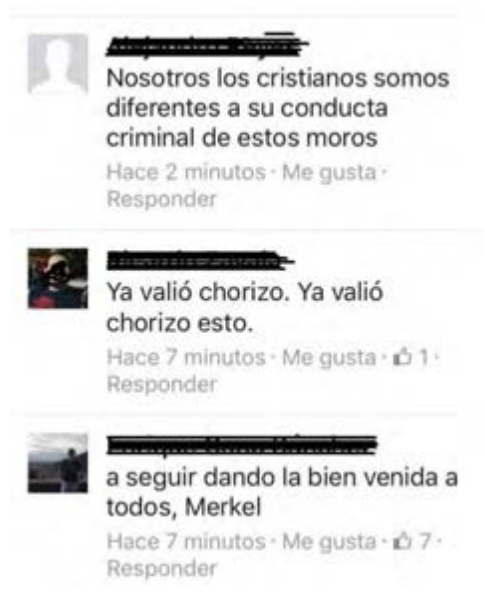 Nosotros los cristianos somos
diferentes a su conducta
criminal de estos moros
Hace 2 minutos · Me gusta ·
Responder
Ya valió chorizo. Ya valió
chorizo esto.
Hace 7 minutos · Me gusta · 1 ·
Responder
a seguir dando la bien venida a
todos, Merkel
Hace 7 minutos · Me gusta · 7 ·
Responder